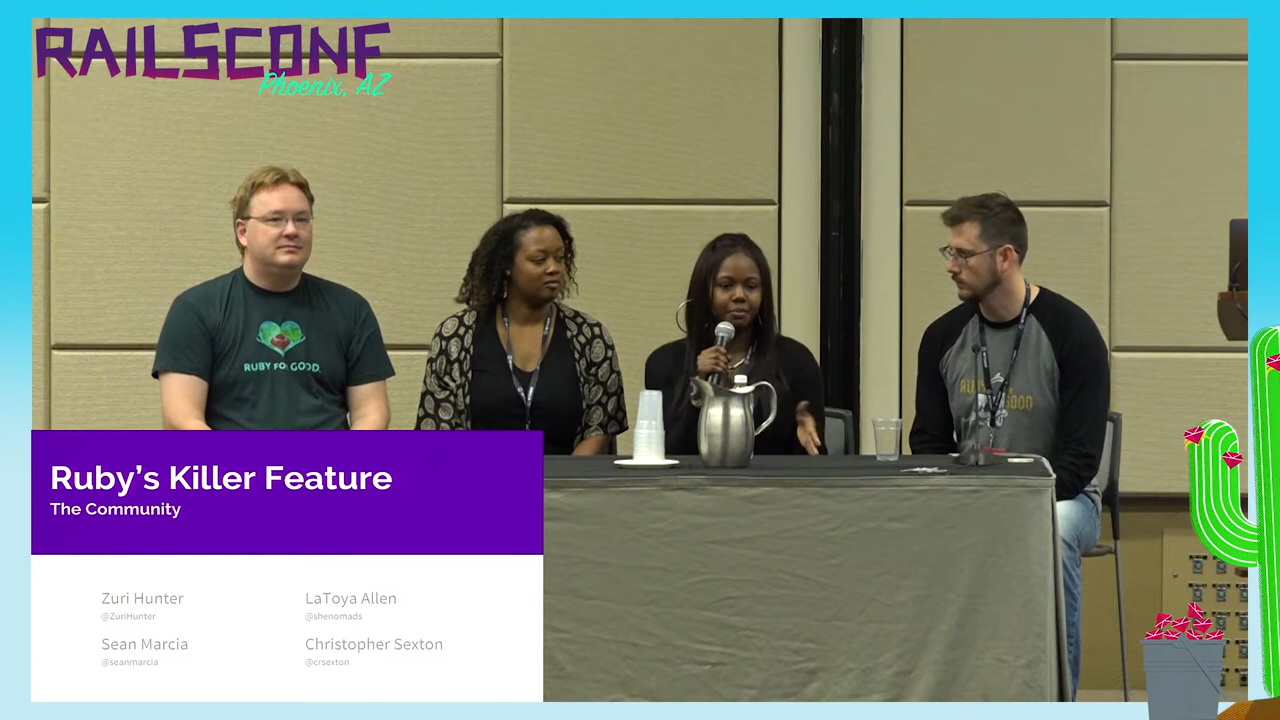 RAILSCONF
Phoenix, AZ
RUBY FOR GOOD
Ruby's Killer Feature
The Community
Zuri Hunter
@ZuriHunter
LaToya Allen
@shenomads
Sean Marcia
@seanmarcia
Christopher Sexton
@crsexton